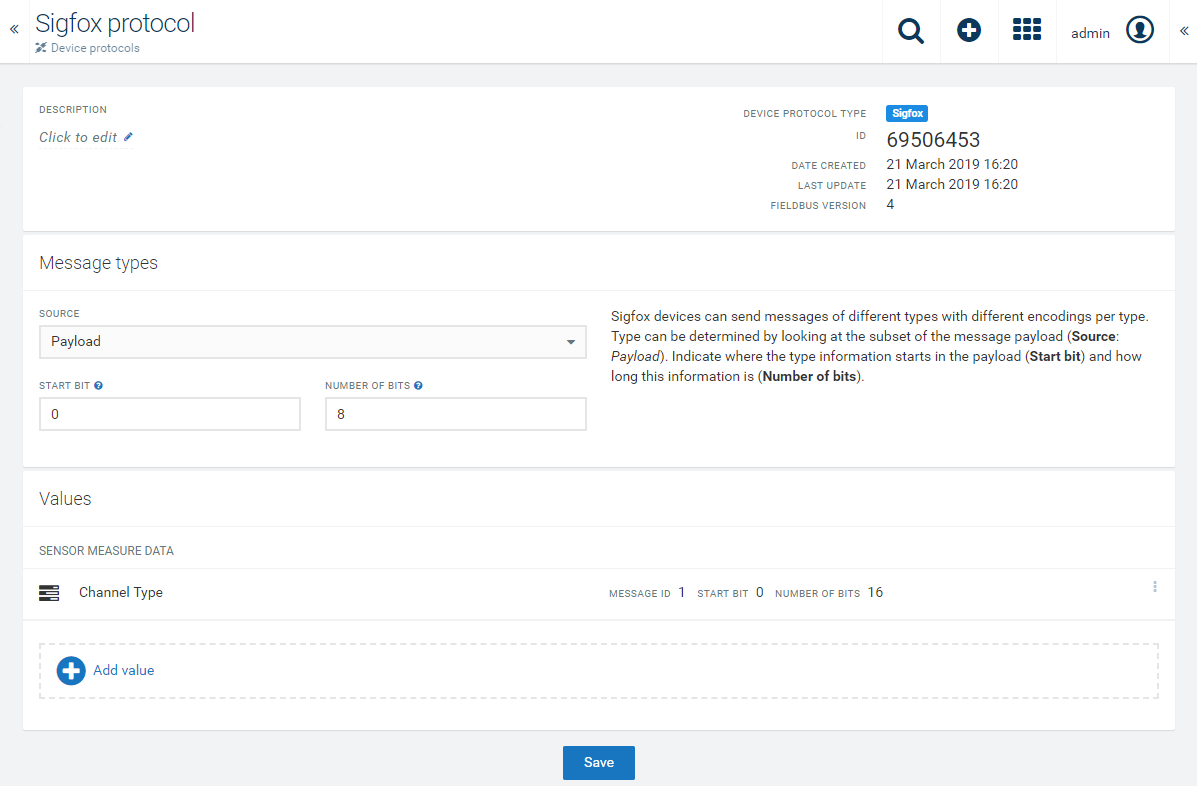 « Sigfox protocol
Device protocols
admin «
DESCRIPTION
Click to edit
DEVICE PROTOCOL TYPE Sigfox
ID 69506453
DATE CREATED 21 March 2019 16:20
LAST UPDATE 21 March 2019 16:20
FIELDBUS VERSION 4
Message types
SOURCE
Payload
START BIT ? NUMBER OF BITS ?
0 8
Sigfox devices can send messages of different types with different encodings per type.
Type can be determined by looking at the subset of the message payload (Source:
Payload). Indicate where the type information starts in the payload (Start bit) and how
long this information is (Number of bits).
Values
SENSOR MEASURE DATA
Channel Type MESSAGE ID 1 START BIT 0 NUMBER OF BITS 16
Add value
Save